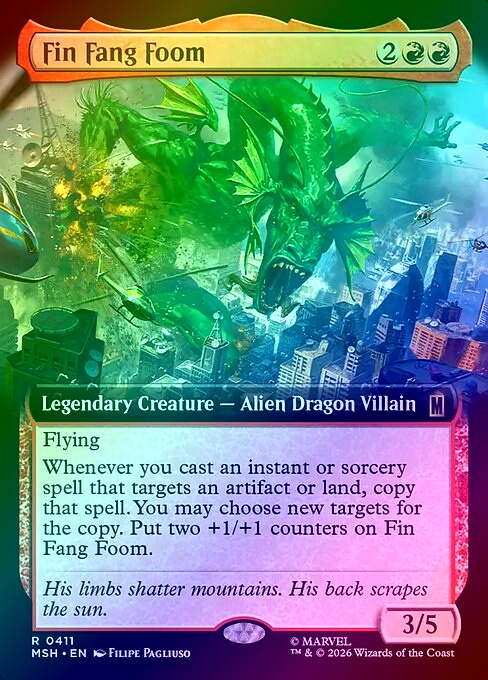 Fin Fang Foom 2
Legendary Creature — Alien Dragon Villain M
Flying
Whenever you cast an instant or sorcery
spell that targets an artifact or land, copy
that spell. You may choose new targets for
the copy. Put two +1/+1 counters on Fin
Fang Foom.
His limbs shatter mountains. His back scrapes
the sun.
3/5
R 0411
MSH • EN Filipe Pagliuso
© MARVEL
™ & © 2026 Wizards of the Coast